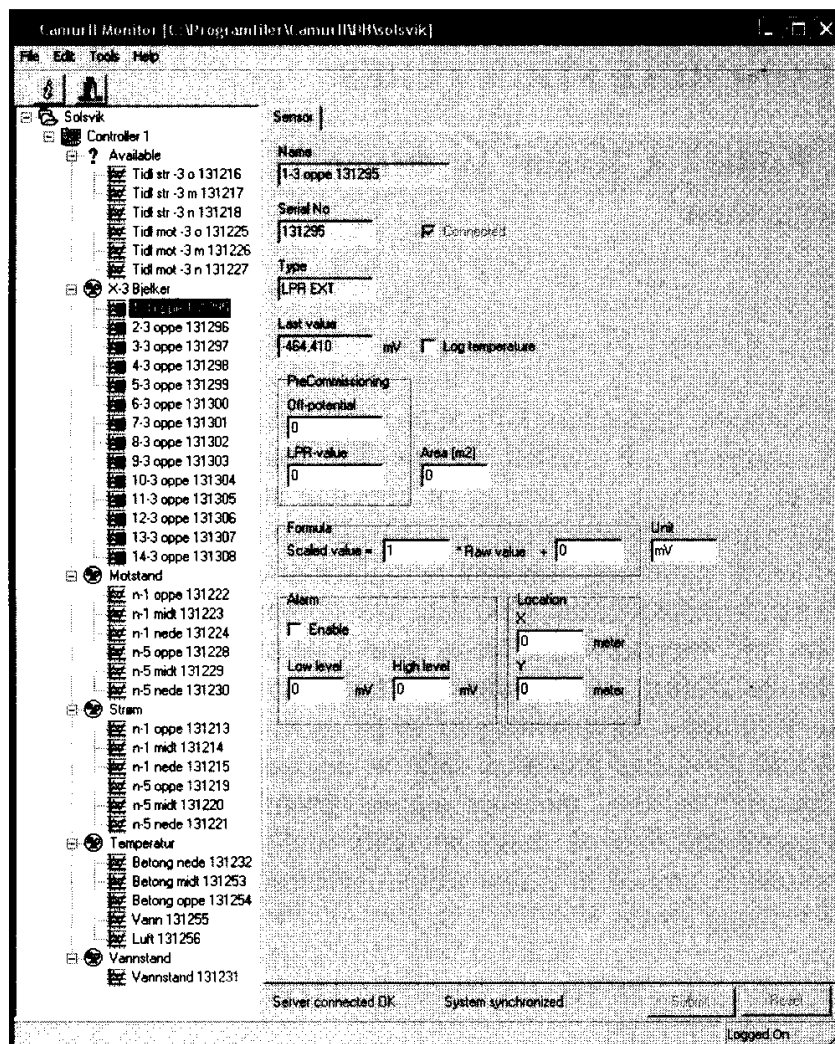 Camur II Monitor [C:\Programfiler\Camur II\DB\solsvik]
File Edit Tools Help
Solsvik
Controller 1
Available
Tidl str -3 o 131216
Tidl str -3 m 131217
Tidl str -3 n 131218
Tidl mot -3 o 131225
Tidl mot -3 m 131226
Tidl mot -3 n 131227
X-3 Bjelker
2-3 oppe 131296
3-3 oppe 131297
4-3 oppe 131298
5-3 oppe 131299
6-3 oppe 131300
7-3 oppe 131301
8-3 oppe 131302
9-3 oppe 131303
10-3 oppe 131304
11-3 oppe 131305
12-3 oppe 131306
13-3 oppe 131307
14-3 oppe 131308
Motstand
n-1 oppe 131222
n-1 midt 131223
n-1 nede 131224
n-5 oppe 131228
n-5 midt 131229
n-5 nede 131230
Strøm
n-1 oppe 131213
n-1 midt 131214
n-1 nede 131215
n-5 oppe 131219
n-5 midt 131220
n-5 nede 131221
Temperatur
Betong nede 131232
Betong midt 131253
Betong oppe 131254
Vann 131255
Luft 131256
Vannstand
Vannstand 131231
Sensor
Name
1-3 oppe 131295
Serial No
131295
Connected
Type
LPR EXT
Last value
-464,410 mV
Log temperature
PreCommissioning
Off-potential
0
LPR-value
0
Area [m2]
0
Formula
Scaled value = 1 * Raw value + 0
Unit
mV
Alarm
Enable
Low level
0 mV
High level
0 mV
Location
X
0 meter
Y
0 meter
Server connected OK
System synchronized
Submit
Reset
Logged On